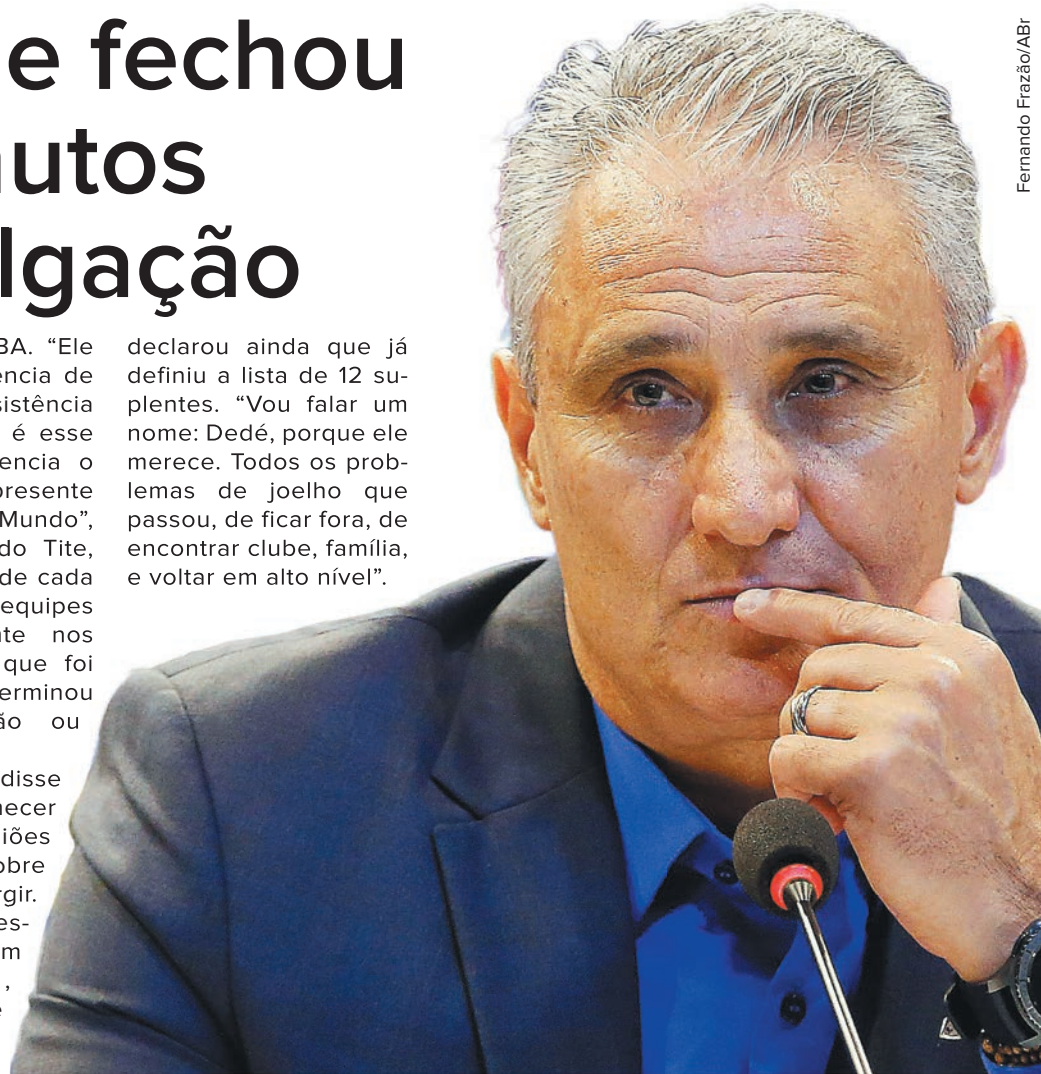 e fechou
utos
lgação
BA. “Ele
ência de
sistência
é esse
encia o
presente
Mundo”,
do Tite,
de cada
equipes
nte nos
que foi
erminou
ão ou
disse
hecer
iões
obre
rgir.
es-
m
,
declarou ainda que já
definiu a lista de 12 su-
plentes. “Vou falar um
nome: Dedé, porque ele
merece. Todos os prob-
lemas de joelho que
passou, de ficar fora, de
encontrar clube, família,
e voltar em alto nível”.
Fernando Frazão/ABr